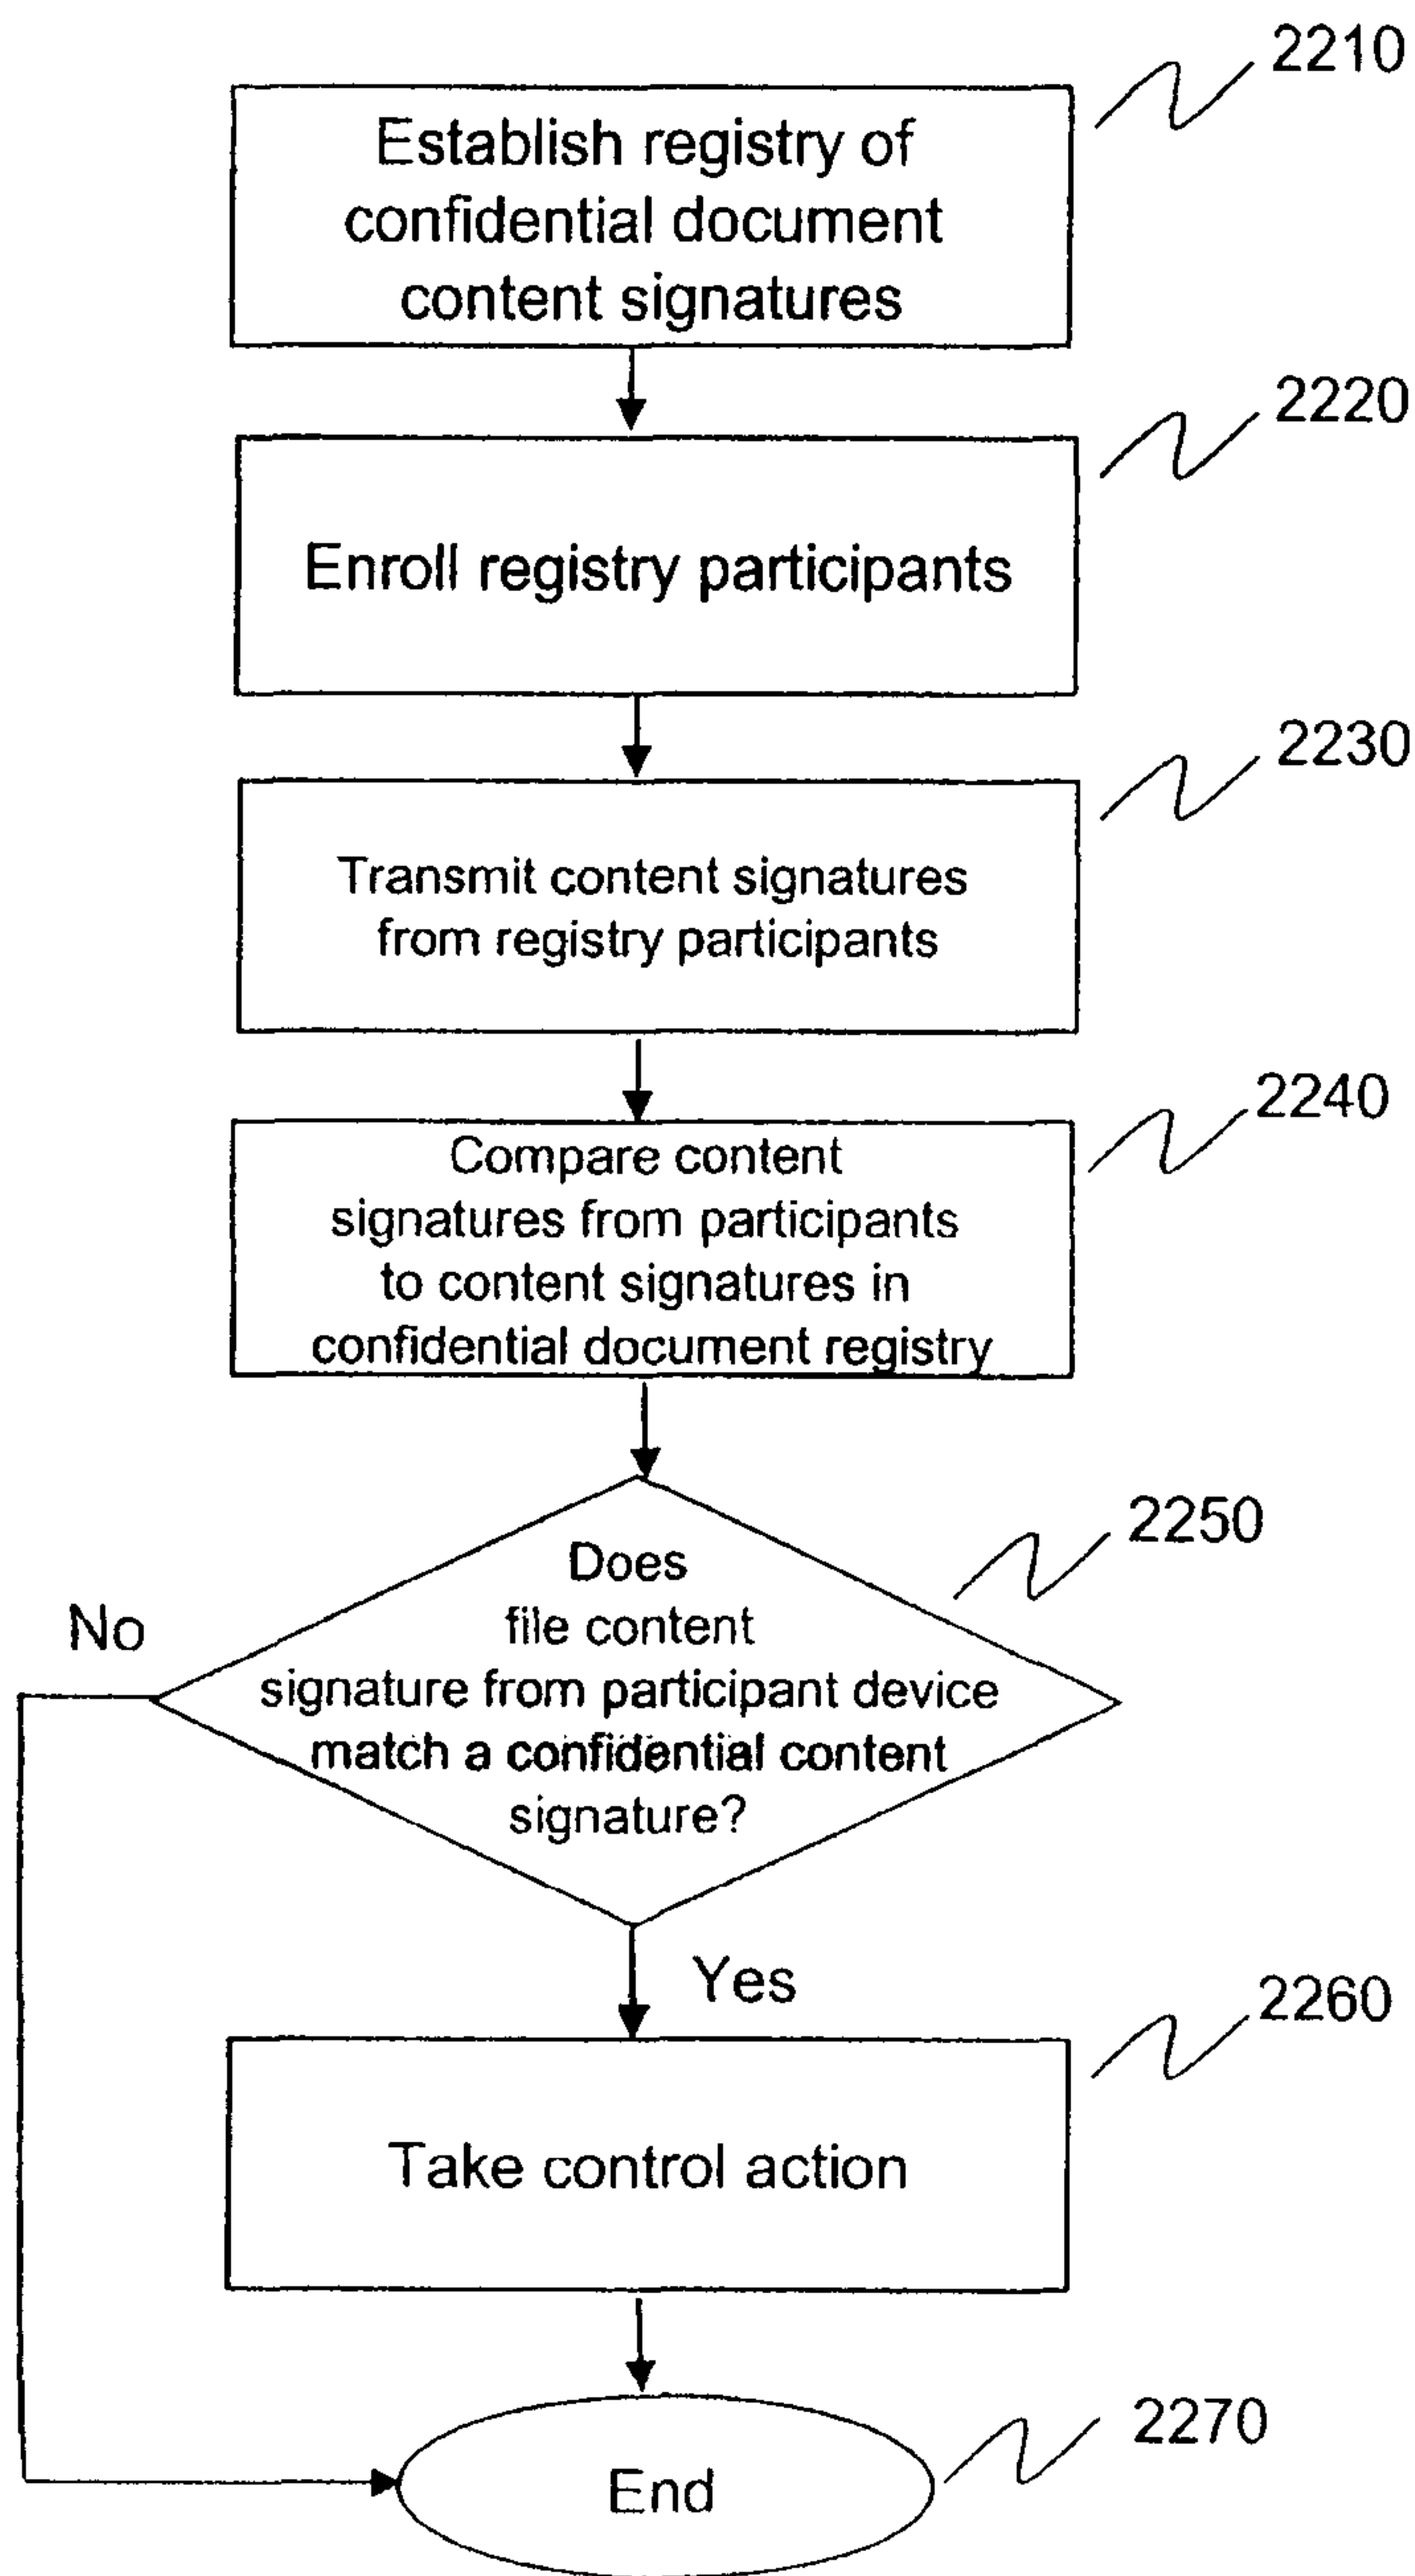 2210
Establish registry of
confidential document
content signatures
2220
Enroll registry participants
2230
Transmit content signatures
from registry participants
2240
Compare content
signatures from participants
to content signatures in
confidential document registry
2250
Does
file content
signature from participant device
match a confidential content
signature?
No
Yes
2260
Take control action
2270
End